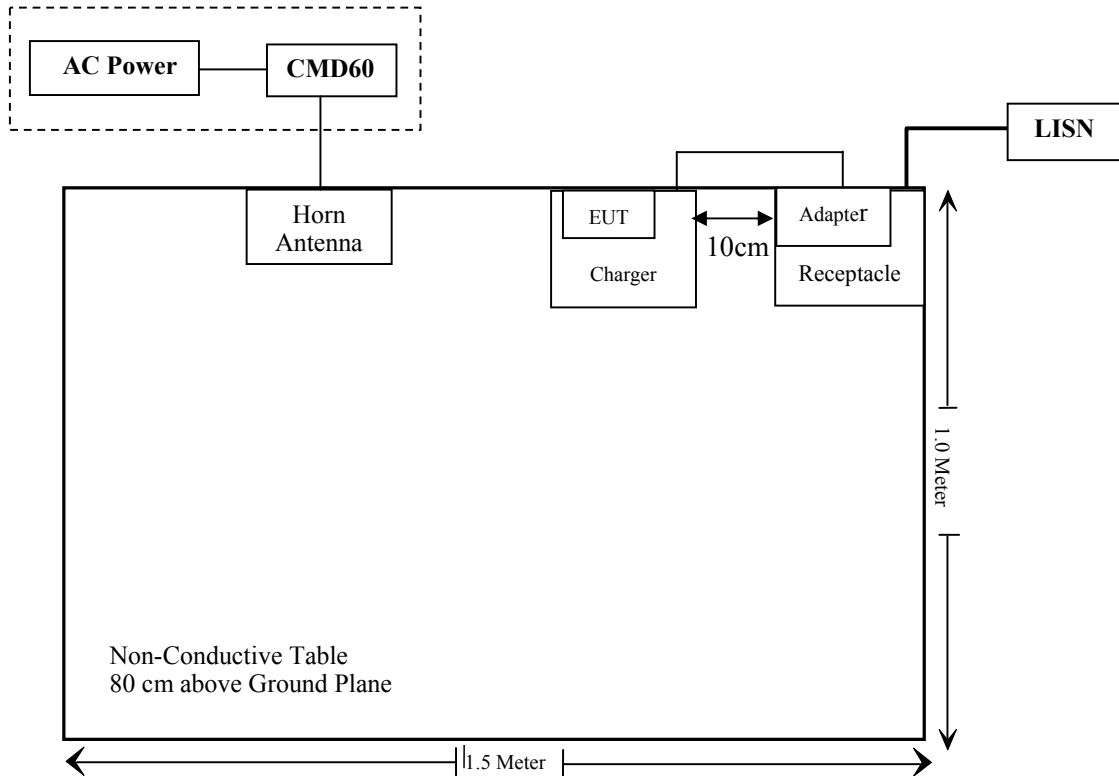 AC Power
CMD60
LISN
Horn
Antenna
EUT
Charger
10cm
Adapter
Receptacle
1.0 Meter
Non-Conductive Table
80 cm above Ground Plane
1.5 Meter